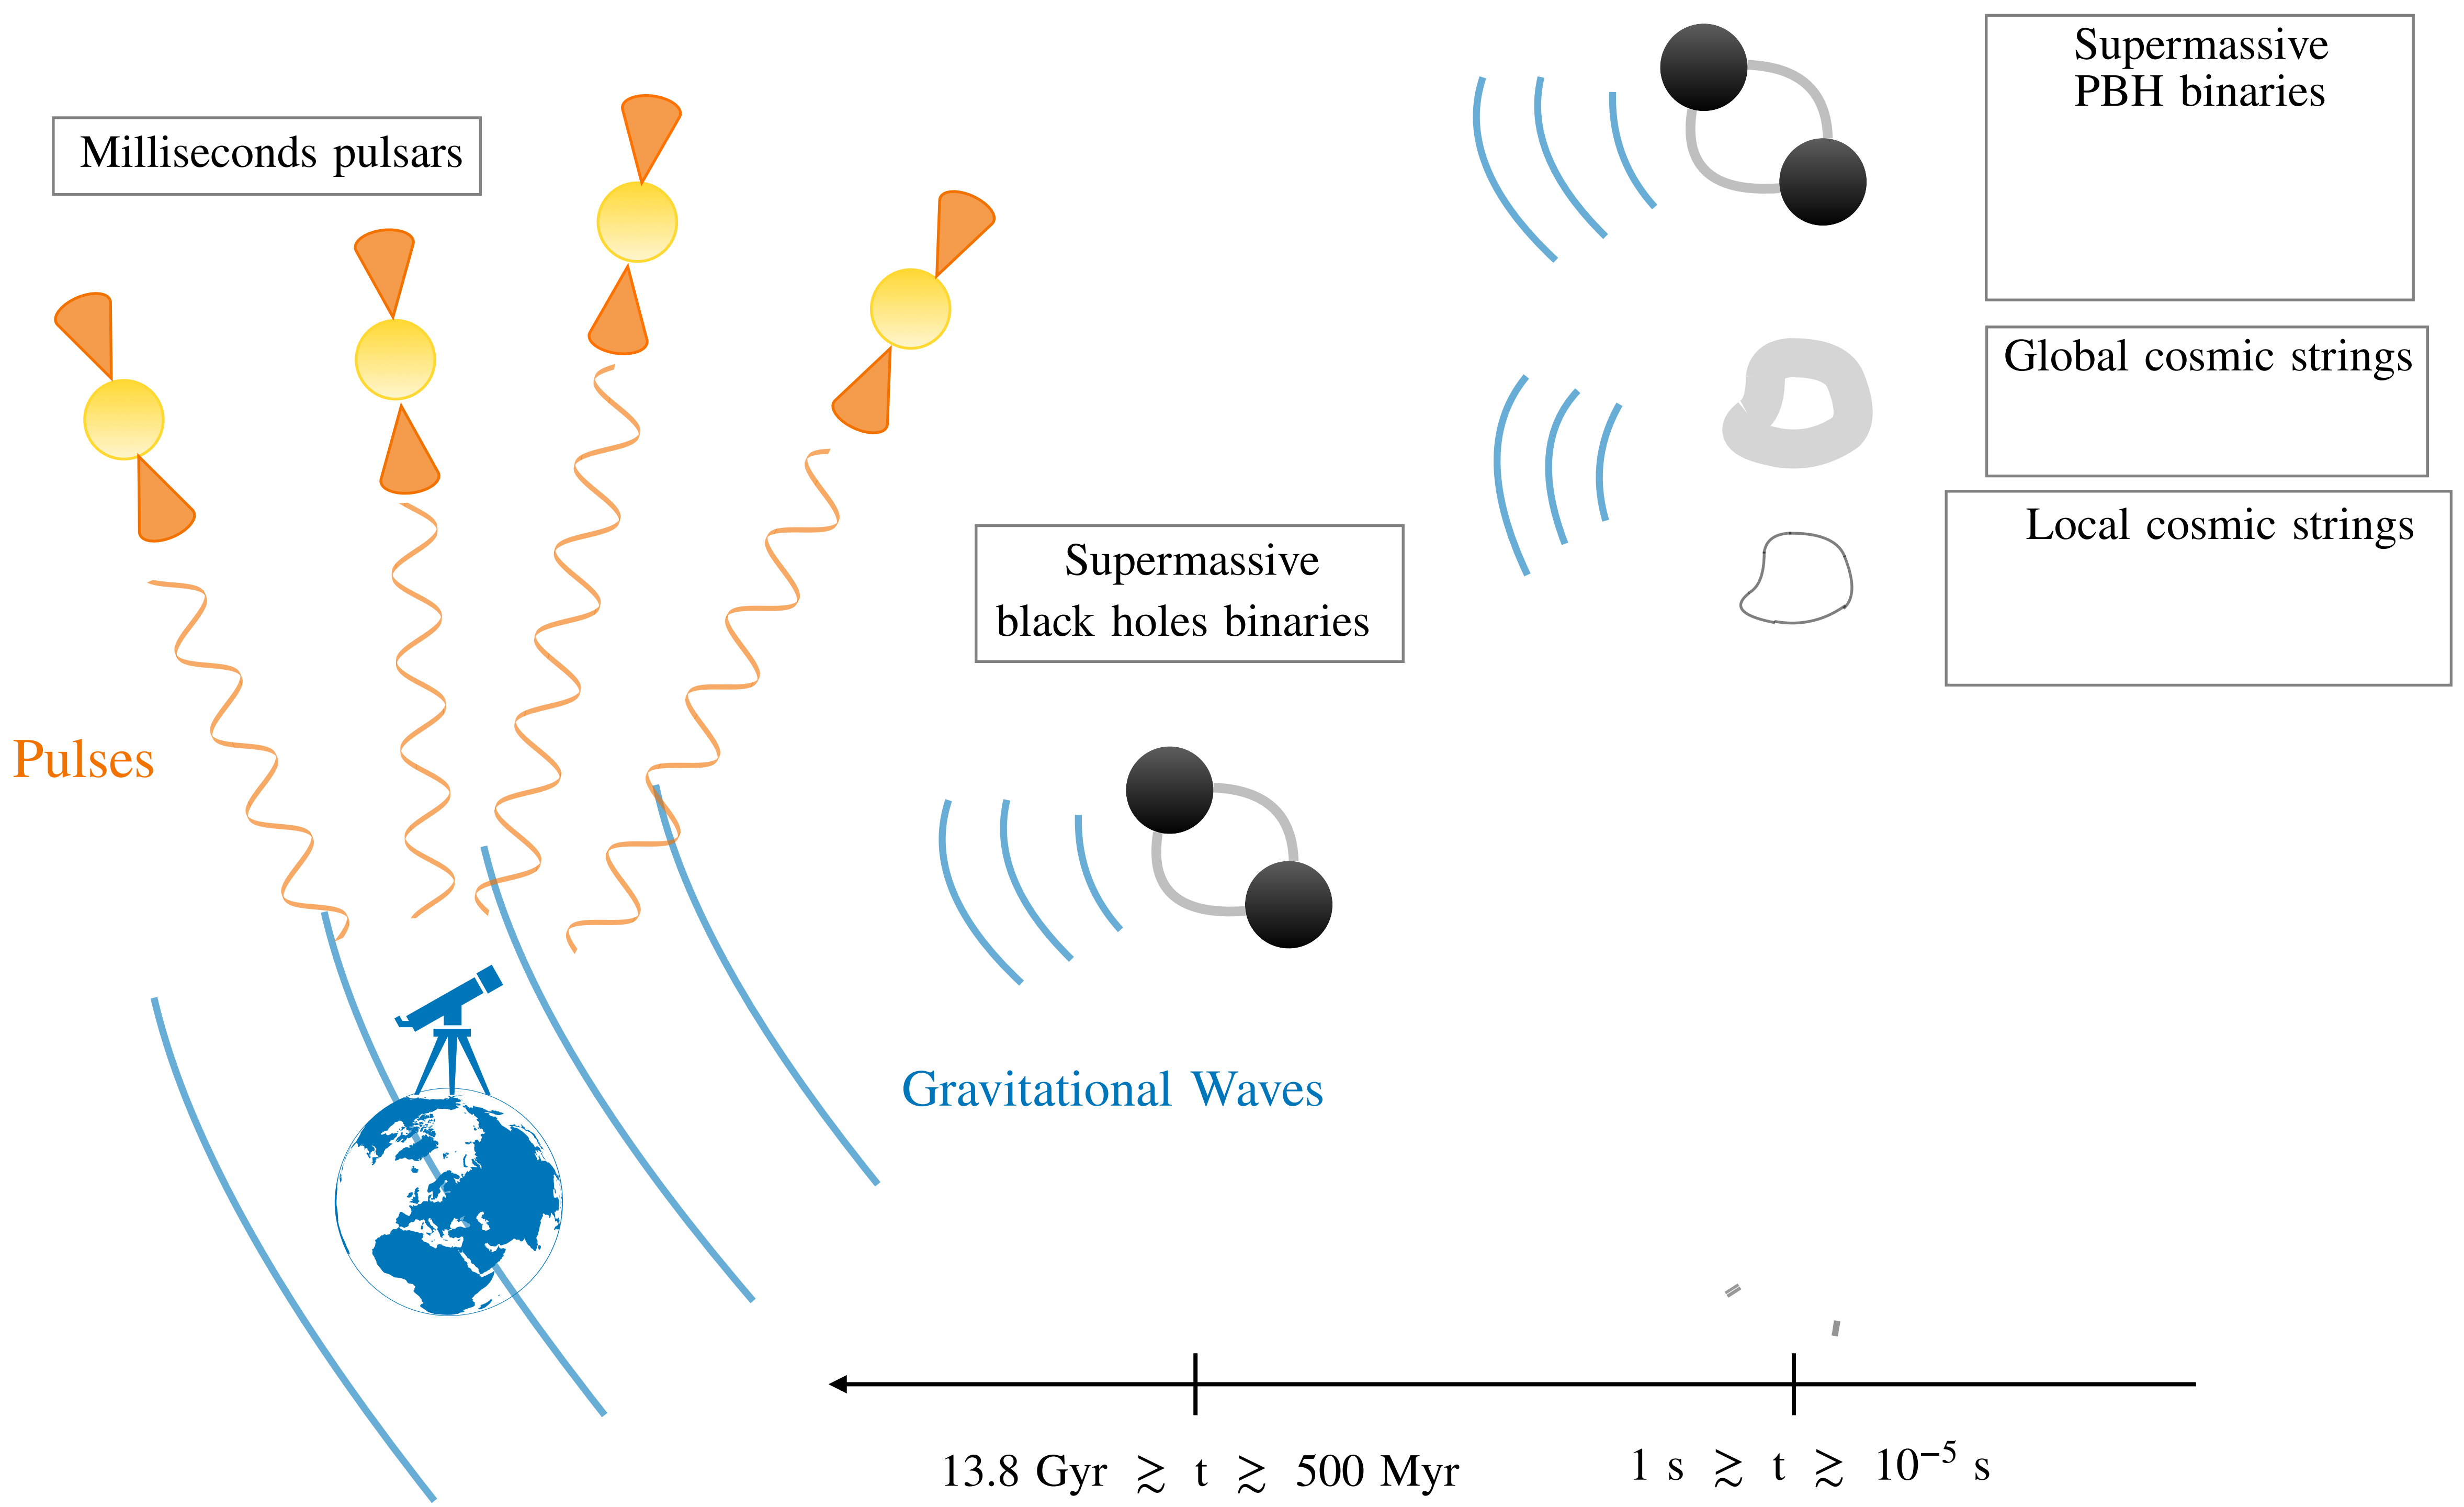 Milliseconds pulsars
Supermassive
PBH binaries
Global cosmic strings
Local cosmic strings
Supermassive
black holes binaries
Pulses
Gravitational Waves
13.8 Gyr ≳ t ≳ 500 Myr
1 s ≳ t ≳ 10⁻⁵ s